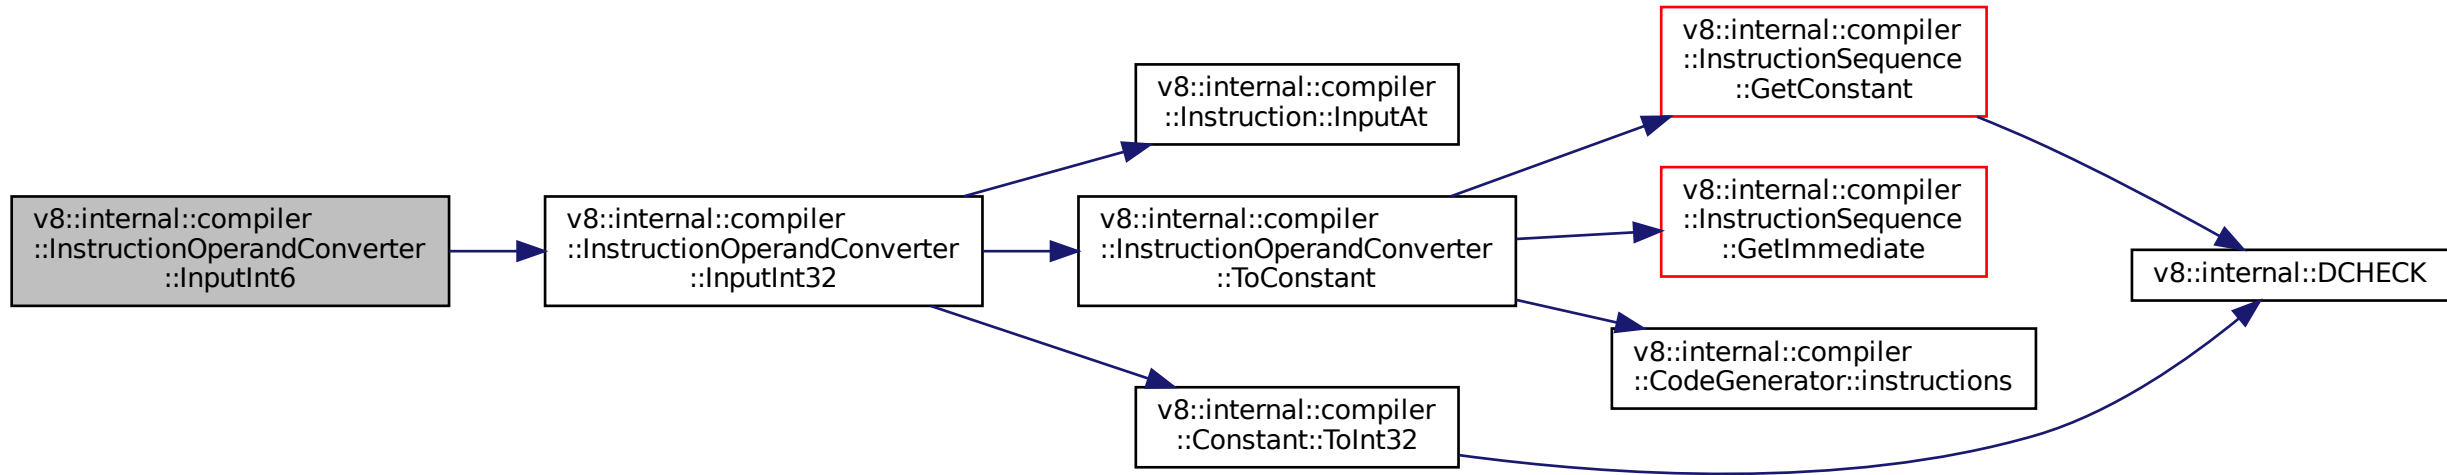 v8::internal::compiler
::InstructionOperandConverter
::InputInt6
v8::internal::compiler
::InstructionOperandConverter
::InputInt32
v8::internal::compiler
::Instruction::InputAt
v8::internal::compiler
::InstructionOperandConverter
::ToConstant
v8::internal::compiler
::Constant::ToInt32
v8::internal::compiler
::InstructionSequence
::GetConstant
v8::internal::compiler
::InstructionSequence
::GetImmediate
v8::internal::compiler
::CodeGenerator::instructions
v8::internal::DCHECK